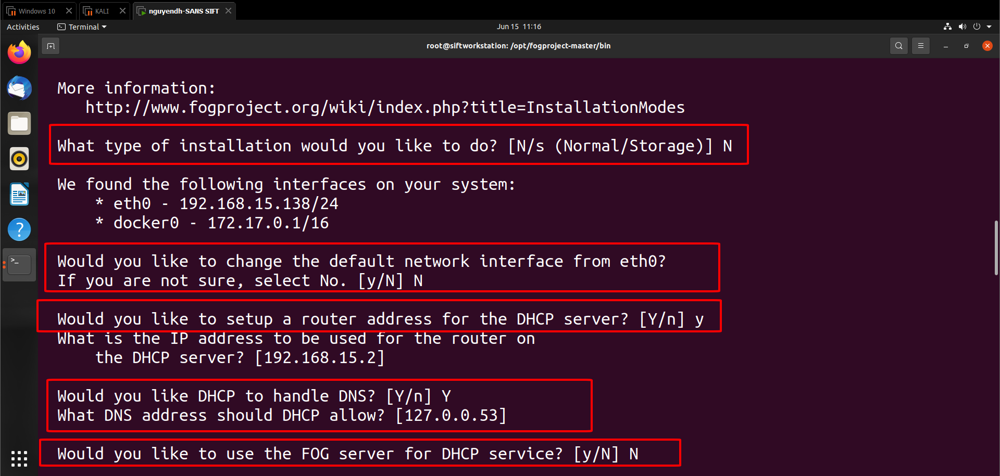 Windows 10
KALI
nguyendh-SANS SIFT
Activities
Terminal
Jun 15 11:16
root@siftworkstation: /opt/fogproject-master/bin
More information:
http://www.fogproject.org/wiki/index.php?title=InstallationModes
What type of installation would you like to do? [N/s (Normal/Storage)] N
We found the following interfaces on your system:
* eth0 - 192.168.15.138/24
* docker0 - 172.17.0.1/16
Would you like to change the default network interface from eth0?
If you are not sure, select No. [y/N] N
Would you like to setup a router address for the DHCP server? [Y/n] y
What is the IP address to be used for the router on
the DHCP server? [192.168.15.2]
Would you like DHCP to handle DNS? [Y/n] Y
What DNS address should DHCP allow? [127.0.0.53]
Would you like to use the FOG server for DHCP service? [y/N] N